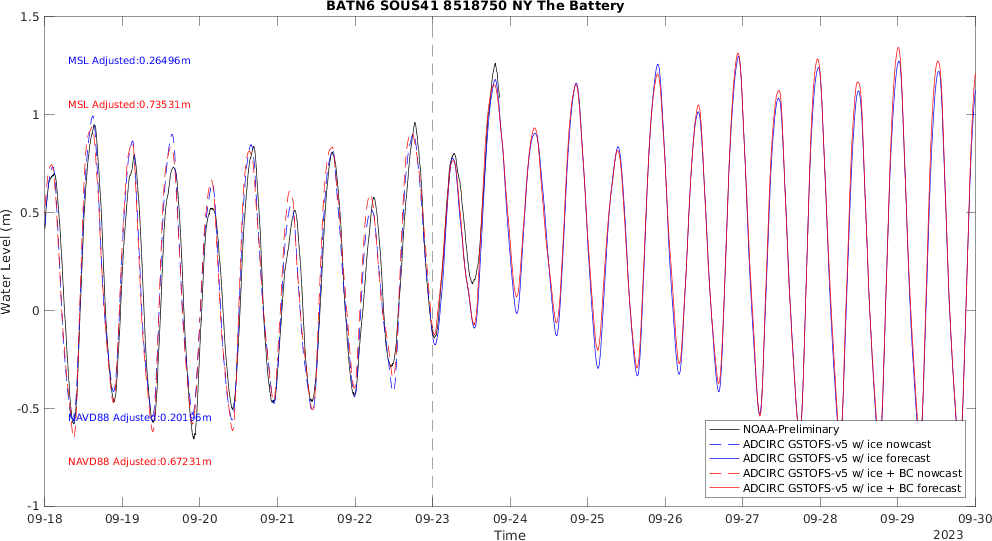 BATN6 SOUS41 8518750 NY The Battery
1.5
MSL Adjusted:0.26496m
MSL Adjusted:0.73531m
1
0.5
Water Level (m)
0
-0.5
NAVD88 Adjusted:0.20196m
NAVD88 Adjusted:0.67231m
-1
NOAA-Preliminary
ADCIRC GSTOFS-v5 w/ ice nowcast
ADCIRC GSTOFS-v5 w/ ice forecast
ADCIRC GSTOFS-v5 w/ ice + BC nowcast
ADCIRC GSTOFS-v5 w/ ice + BC forecast
09-18 09-19 09-20 09-21 09-22 09-23 09-24 09-25 09-26 09-27 09-28 09-29 09-30
Time
2023